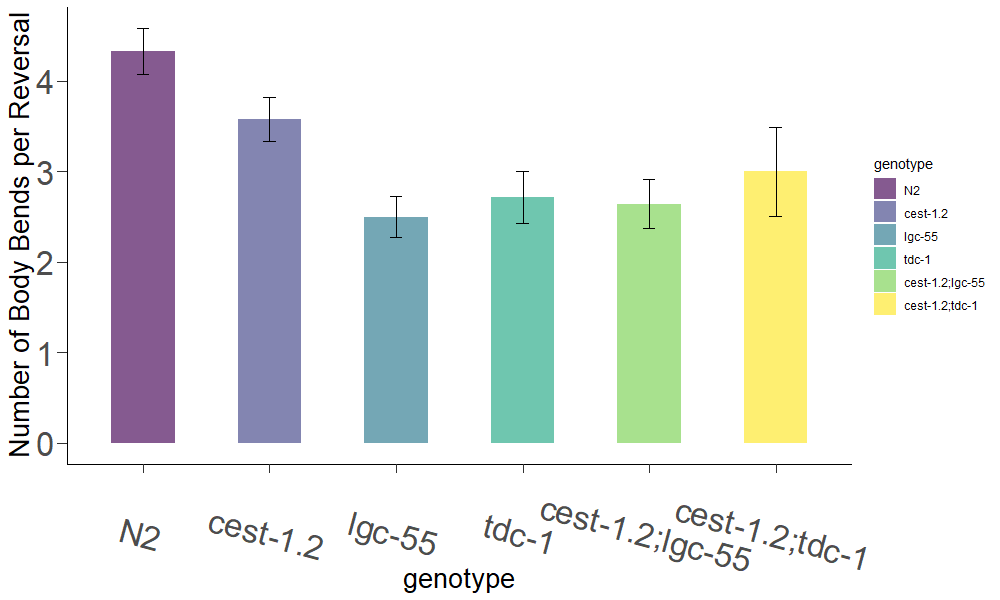 Number of Body Bends per Reversal
4
3
2
1
0
N2
cest-1.2
lgc-55
tdc-1
cest-1.2;lgc-55
cest-1.2;tdc-1
genotype
genotype
N2
cest-1.2
lgc-55
tdc-1
cest-1.2;lgc-55
cest-1.2;tdc-1